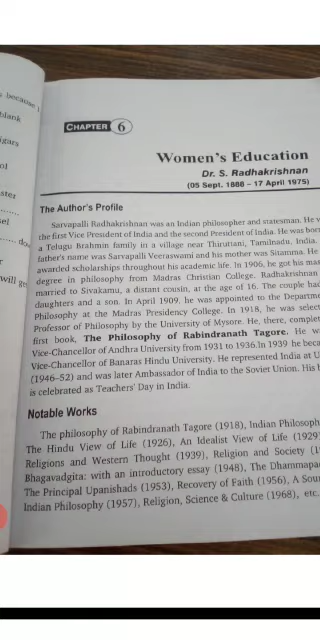 s because
blank
igars
ol
ster
sel
dow
r
will
CHAPTER 6
Women's Education
Dr. S. Radhakrishnan
(05 Sept. 1888 – 17 April 1975)
The Author's Profile
Sarvapalli Radhakrishnan was an Indian philosopher and statesman. He
the first Vice President of India and the second President of India. He was born
a Telugu Brahmin family in a village near Thiruttani, Tamilnadu, India.
father's name was Sarvapalli Veeraswami and his mother was Sitamma. He
awarded scholarships throughout his academic life. In 1906, he got his mas
degree in philosophy from Madras Christian College. Radhakrishnan
married to Sivakamu, a distant cousin, at the age of 16. The couple had
daughters and a son. In April 1909, he was appointed to the Departme
Philosophy at the Madras Presidency College. In 1918, he was selec
Professor of Philosophy by the University of Mysore. He, there, complet
first book, The Philosophy of Rabindranath Tagore. He w
Vice-Chancellor of Andhra University from 1931 to 1936.In 1939 he beca
Vice-Chancellor of Banaras Hindu University. He represented India at U
(1946–52) and was later Ambassador of India to the Soviet Union. His b
is celebrated as Teachers' Day in India.
Notable Works
The philosophy of Rabindranath Tagore (1918), Indian Philosoph
The Hindu View of Life (1926), An Idealist View of Life (1929
Religions and Western Thought (1939), Religion and Society (19
Bhagavadgita: with an introductory essay (1948), The Dhammapa
The Principal Upanishads (1953), Recovery of Faith (1956), A Sour
Indian Philosophy (1957), Religion, Science & Culture (1968), etc.